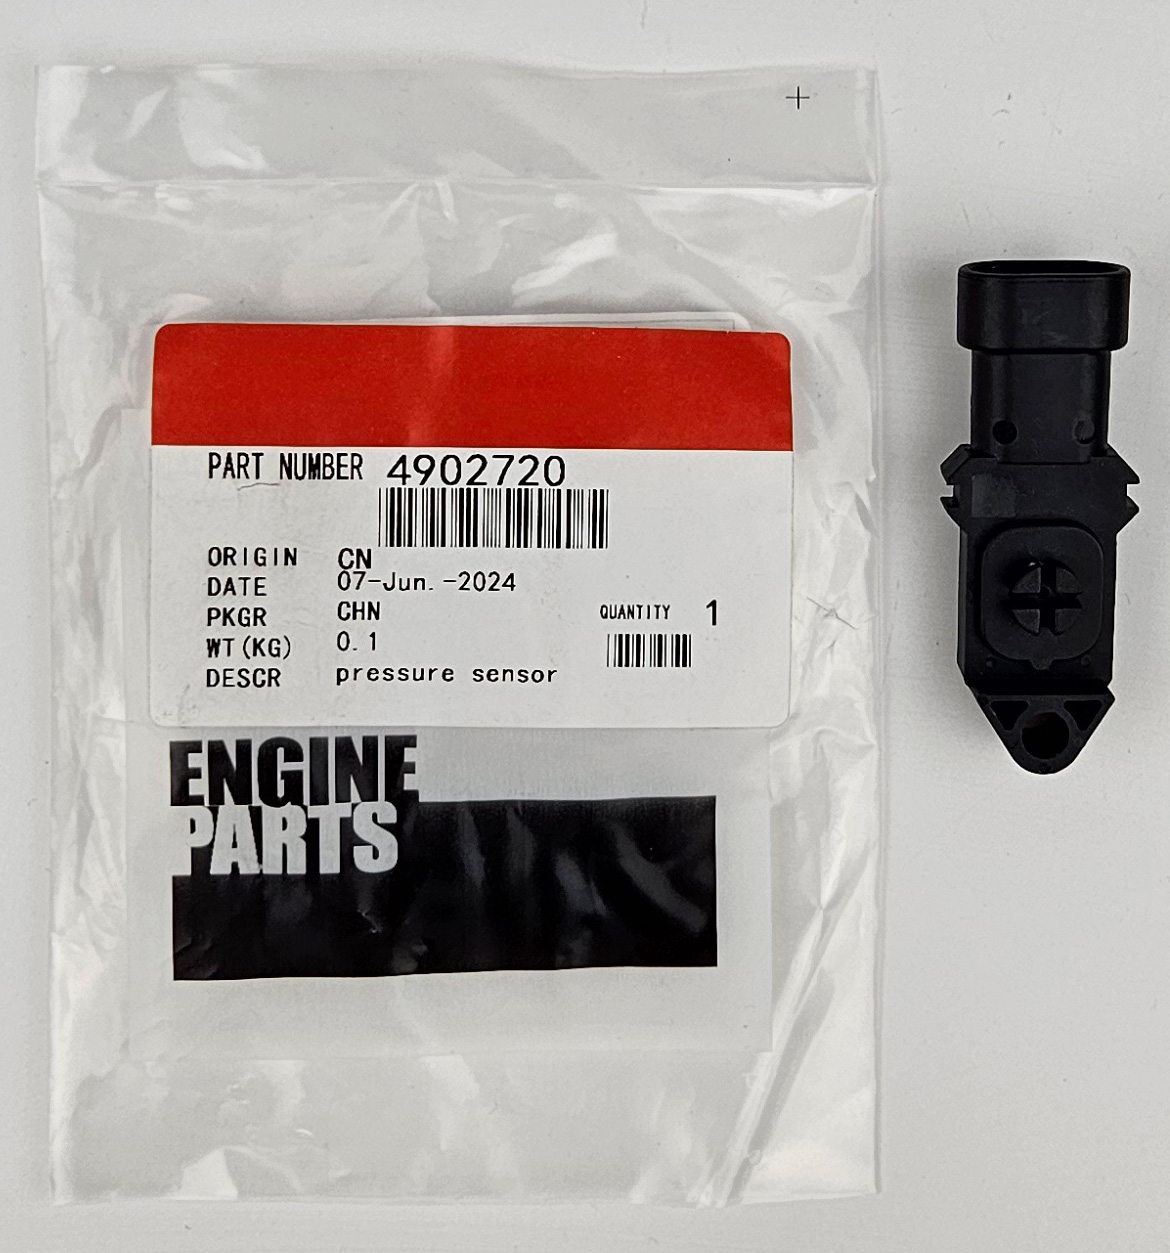 PART NUMBER 4902720
ORIGIN CN
DATE 07-Jun.-2024
PKGR CHN
QUANTITY 1
WT(KG) 0.1
DESCR pressure sensor
ENGINE
PARTS